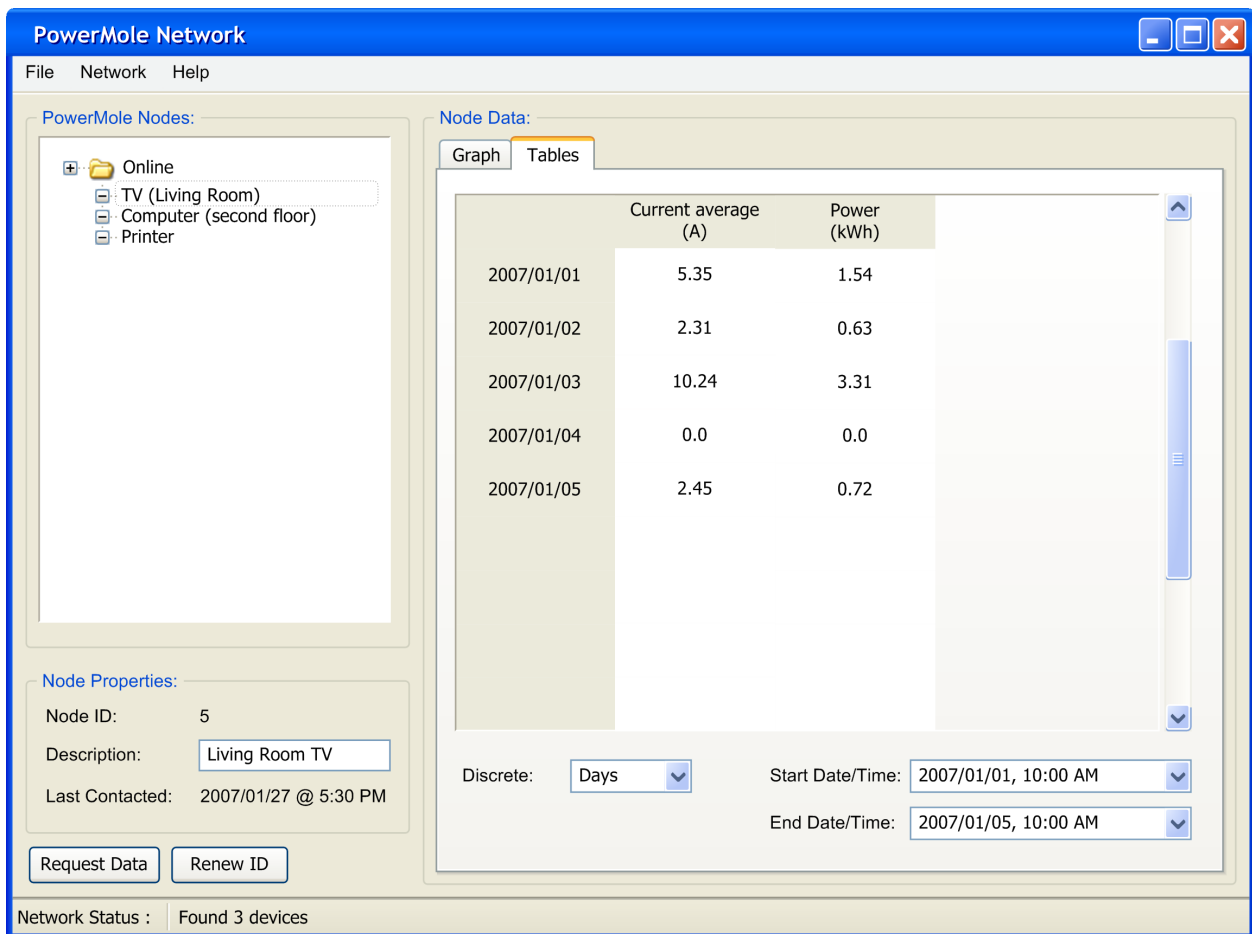 PowerMole Network
File Network Help
PowerMole Nodes:
Online
TV (Living Room)
Computer (second floor)
Printer
Node Properties:
Node ID: 5
Description: Living Room TV
Last Contacted: 2007/01/27 @ 5:30 PM
Request Data Renew ID
Node Data:
Graph Tables
Current average Power
(A) (kWh)
2007/01/01 5.35 1.54
2007/01/02 2.31 0.63
2007/01/03 10.24 3.31
2007/01/04 0.0 0.0
2007/01/05 2.45 0.72
Discrete: Days Start Date/Time: 2007/01/01, 10:00 AM
End Date/Time: 2007/01/05, 10:00 AM
Network Status : Found 3 devices